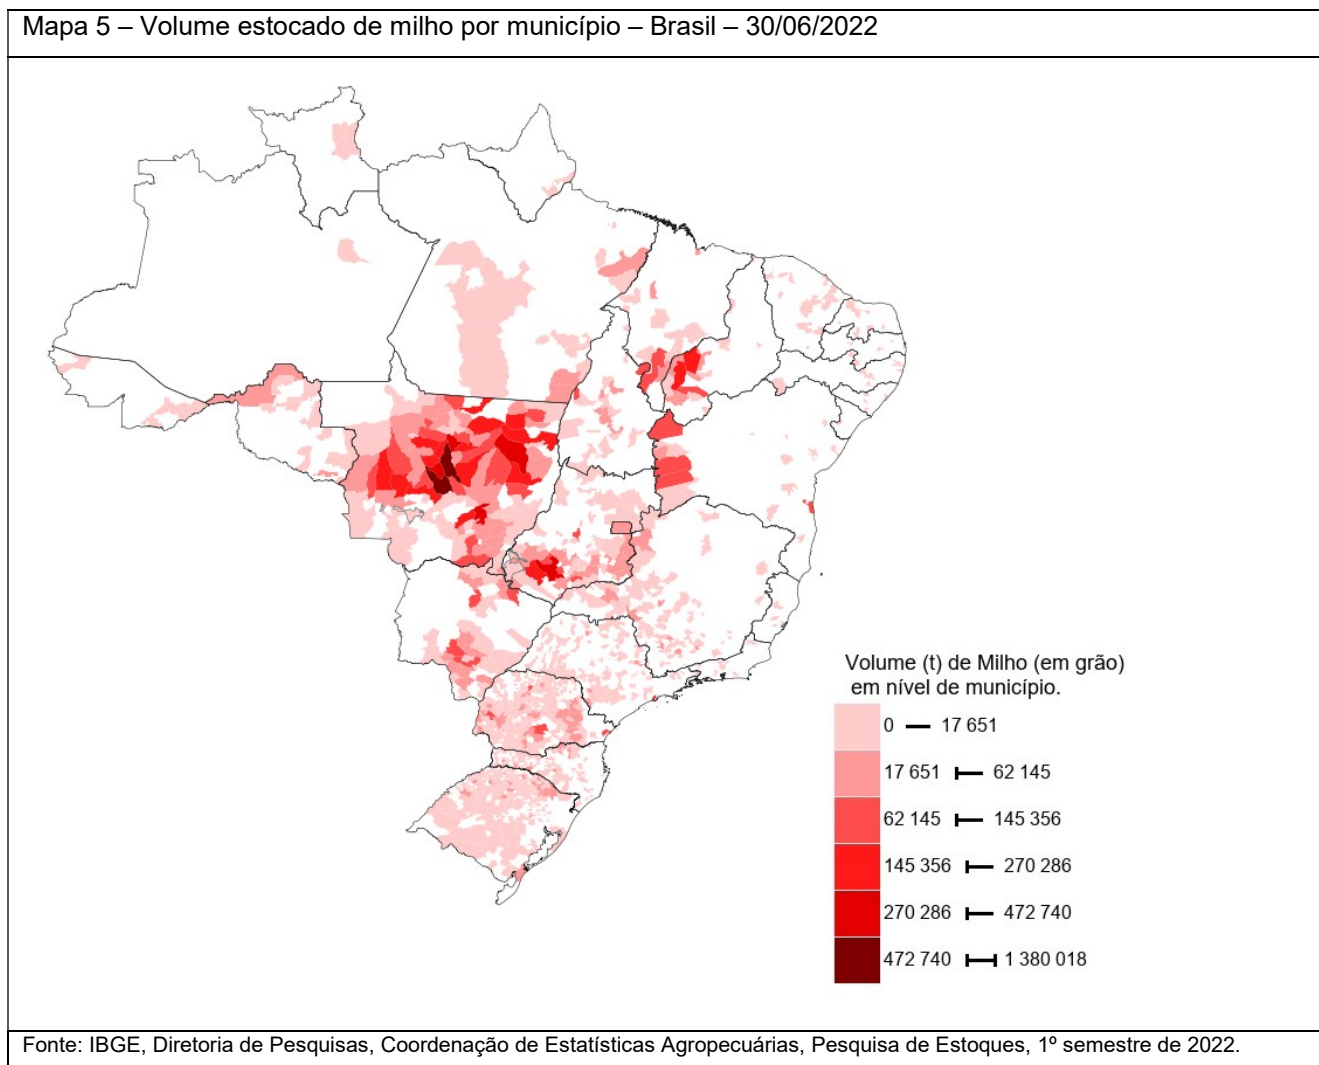 Mapa 5 – Volume estocado de milho por município – Brasil – 30/06/2022
Volume (t) de Milho (em grão)
em nível de município.
0 — 17 651
17 651 ⊢ 62 145
62 145 ⊢ 145 356
145 356 ⊢ 270 286
270 286 ⊢ 472 740
472 740 ⊢⊣ 1 380 018
Fonte: IBGE, Diretoria de Pesquisas, Coordenação de Estatísticas Agropecuárias, Pesquisa de Estoques, 1º semestre de 2022.